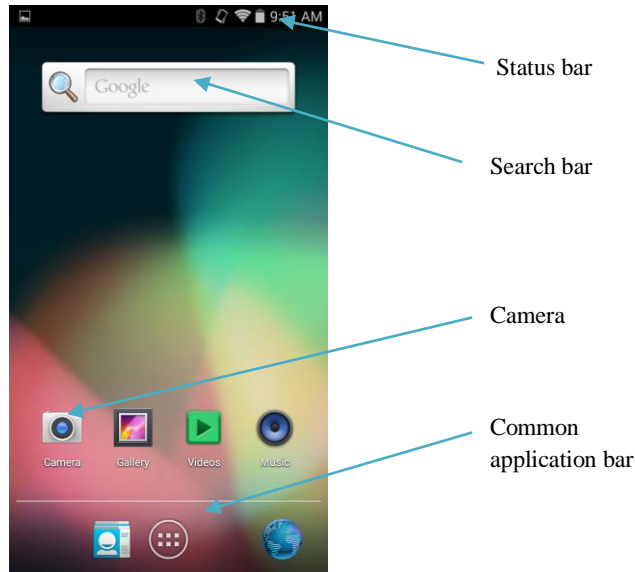 9:51 AM
Status bar
Google
Search bar
Camera
Camera
Gallery
Videos
Music
Common
application bar